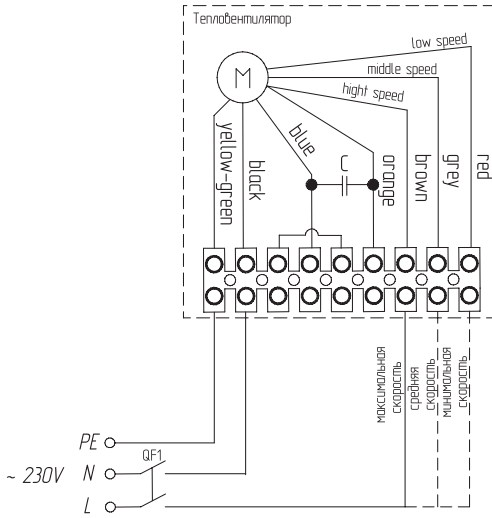 Тепловентилятор
low speed
middle speed
hight speed
M
yellow-green
black
blue
C
orange
brown
grey
red
максимальная
скорость
средняя
скорость
минимальная
скорость
PE
QF1
~ 230V
N
L